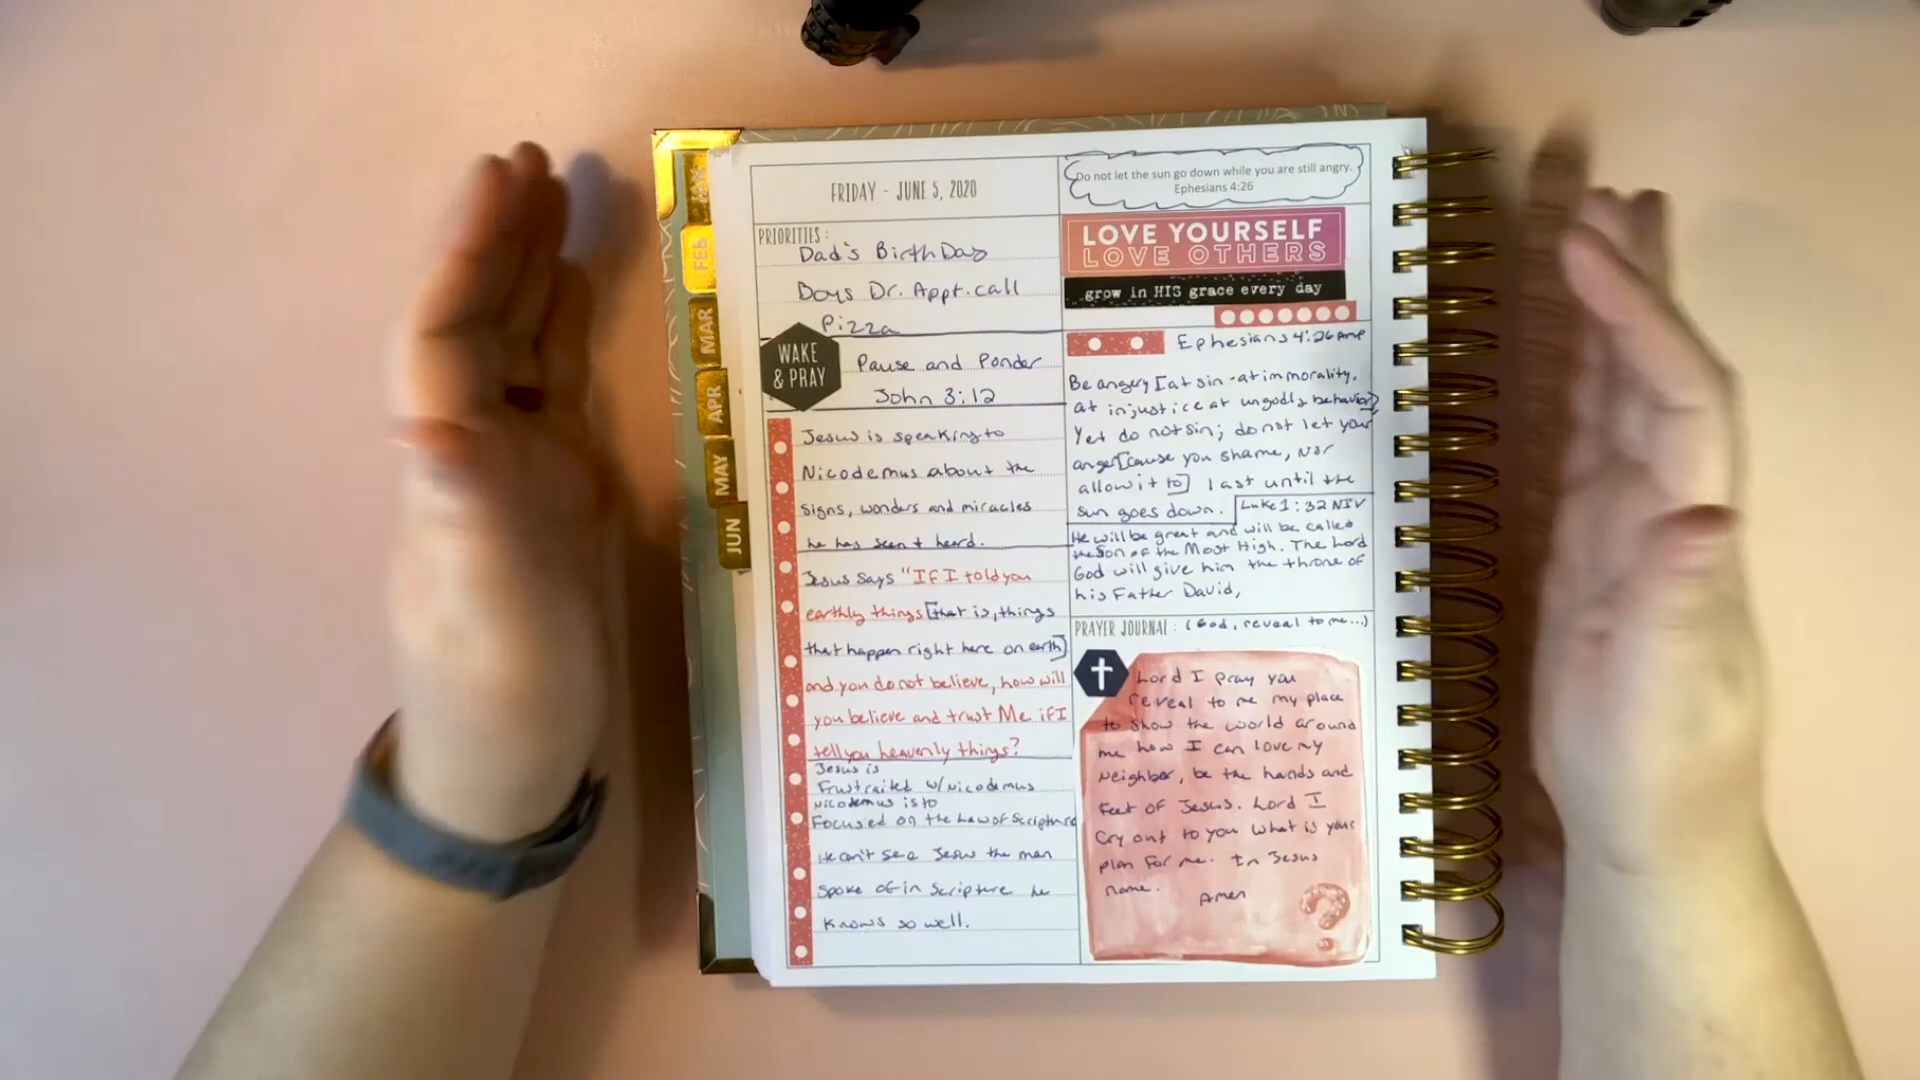 FRIDAY - JUNE 5, 2020
PRIORITIES :
Dad's BirthDay
Boys Dr. Appt. call
Pizza
WAKE
& PRAY
Pause and Ponder
John 3:12
Jesus is speaking to
Nicodemus about the
signs, wonders and miracles
he has seen + heard.
Jesus says "If I told you
earthly things [that is, things
that happen right here on earth]
and you do not believe, how will
you believe and trust Me if I
tell you heavenly things?
Jesus is
Frustraited w/Nicodemus
Nicodemus is to
Focused on the Law of Scripture
He can't see Jesus the man
spoke of in Scripture he
knows so well.
Do not let the sun go down while you are still angry.
Ephesians 4:26
LOVE YOURSELF
LOVE OTHERS
grow in HIS grace every day
Ephesians 4:26 AMP
Be angery [at sin - at immorality,
at injustice at ungodly behavior]
Yet do not sin; do not let your
anger [cause you shame, nor
allow it to] last until the
sun goes down.
Luke 1:32 NIV
He will be great and will be called
the Son of the Most High. The Lord
God will give him the throne of
his Father David,
PRAYER JOURNAL : (God, reveal to me...)
Lord I pray you
reveal to me my place
to show the world around
me how I can love my
Neighbor, be the hands and
Feet of Jesus. Lord I
Cry out to you what is your
plan for me. In Jesus
name.
Amen
?
FEB
MAR
APR
MAY
JUN